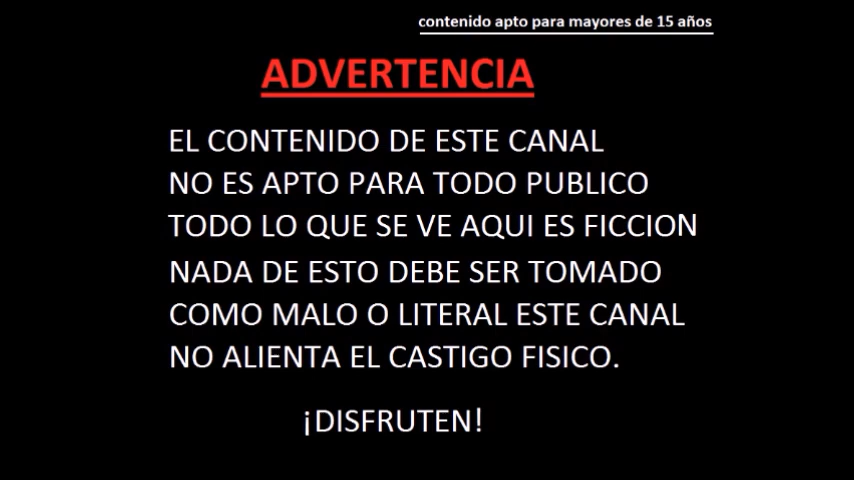 contenido apto para mayores de 15 años
ADVERTENCIA
EL CONTENIDO DE ESTE CANAL
NO ES APTO PARA TODO PUBLICO
TODO LO QUE SE VE AQUI ES FICCION
NADA DE ESTO DEBE SER TOMADO
COMO MALO O LITERAL ESTE CANAL
NO ALIENTA EL CASTIGO FISICO.
¡DISFRUTEN!